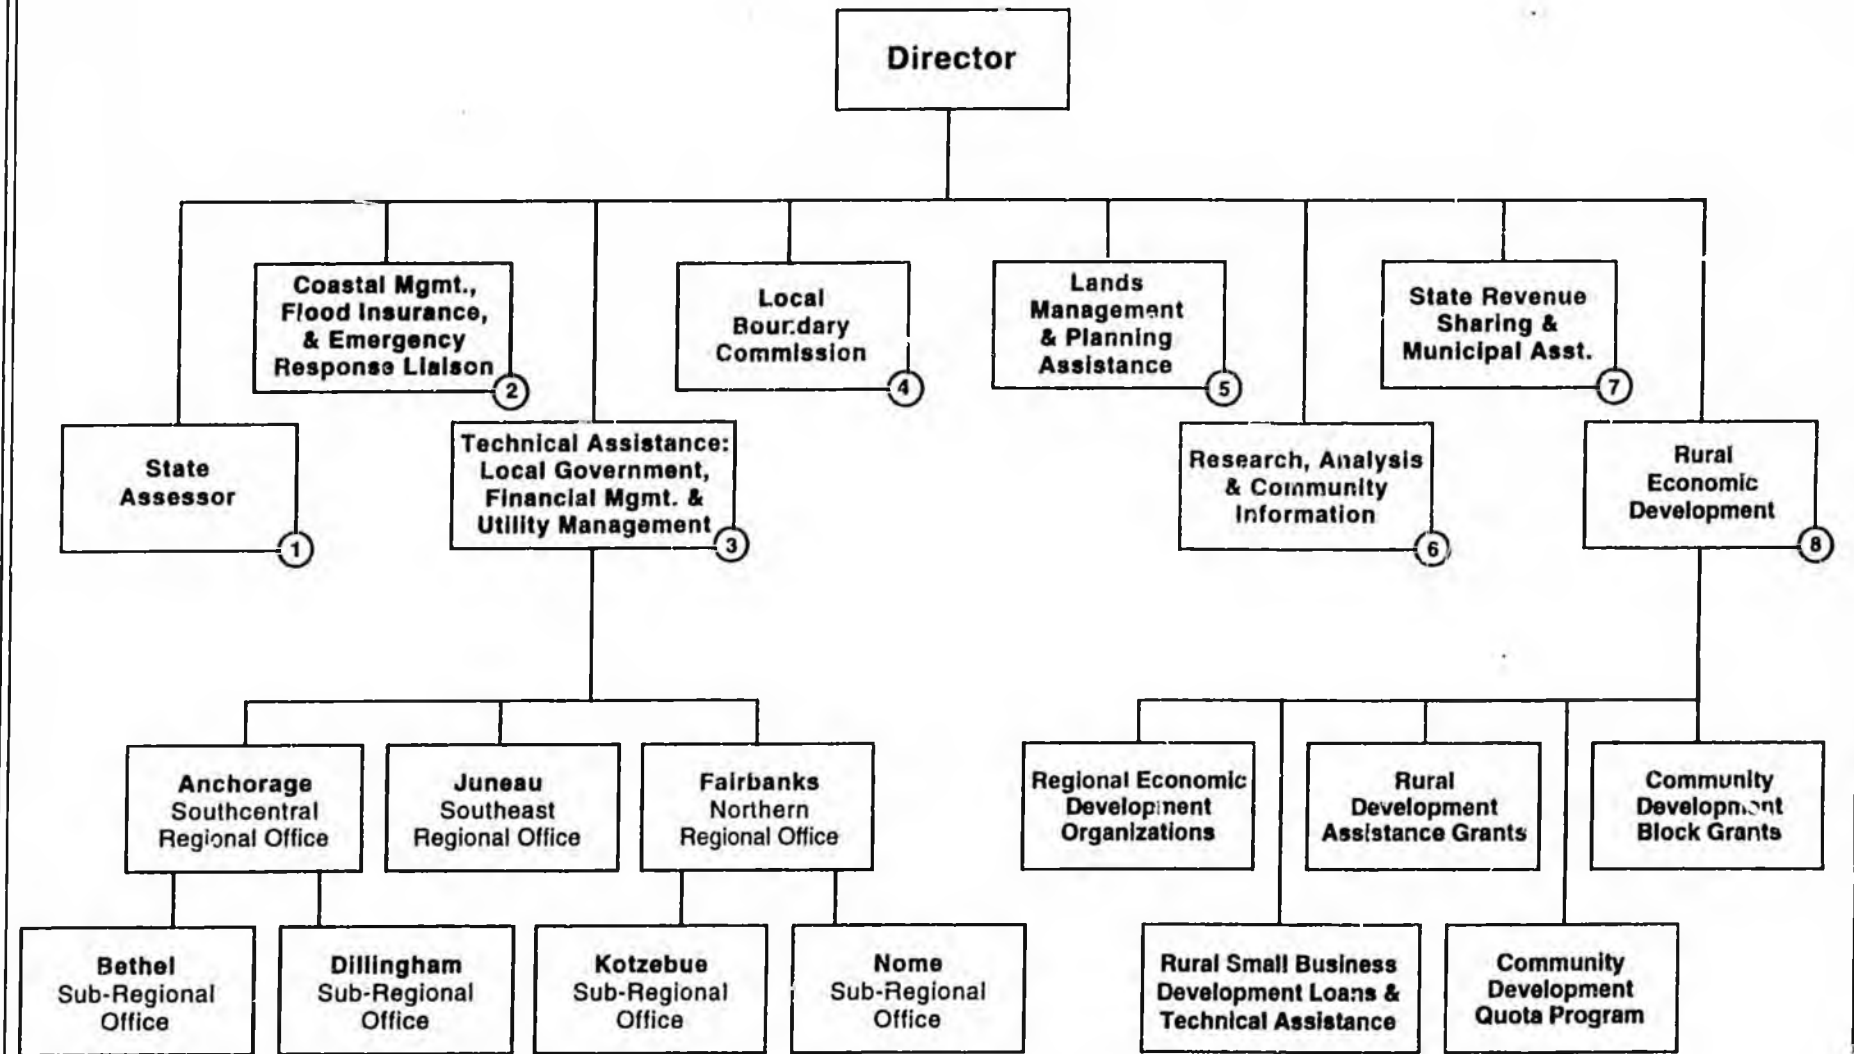 Director
Coastal Mgmt.,
Flood Insurance,
& Emergency
Response Liaison
2
Local
Boundary
Commission
4
Lands
Management
& Planning
Assistance
5
State Revenue
Sharing &
Municipal Asst.
7
State
Assessor
1
Technical Assistance:
Local Government,
Financial Mgmt. &
Utility Management
3
Research, Analysis
& Community
Information
6
Rural
Economic
Development
8
Anchorage
Southcentral
Regional Office
Juneau
Southeast
Regional Office
Fairbanks
Northern
Regional Office
Regional Economic
Development
Organizations
Rural
Development
Assistance Grants
Community
Development
Block Grants
Bethel
Sub-Regional
Office
Dillingham
Sub-Regional
Office
Kotzebue
Sub-Regional
Office
Nome
Sub-Regional
Office
Rural Small Business
Development Loans &
Technical Assistance
Community
Development
Quota Program